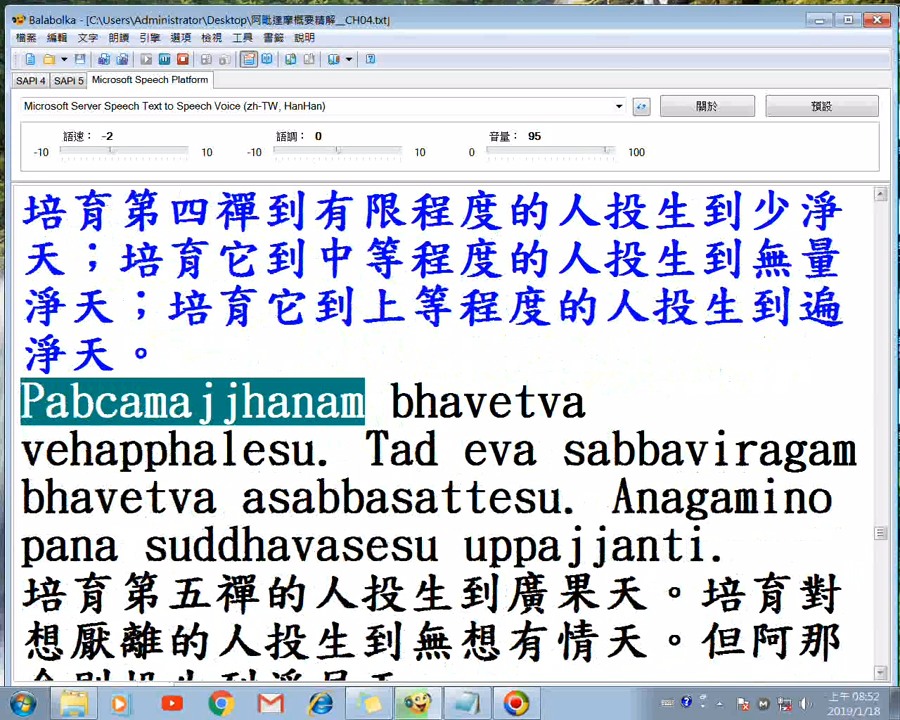 Balabolka - [C:\Users\Administrator\Desktop\阿毗達摩概要精解__CH04.txt]
檔案 編輯 文字 朗讀 引擎 選項 檢視 工具 書籤 說明
SAPI 4 SAPI 5 Microsoft Speech Platform
Microsoft Server Speech Text to Speech Voice (zh-TW, HanHan) 關於 預設
語速： -2 語調： 0 音量： 95
-10 10 -10 10 0 100
培育第四禪到有限程度的人投生到少淨
天；培育它到中等程度的人投生到無量
淨天；培育它到上等程度的人投生到遍
淨天。
Pabcamajjhanam bhavetva
vehapphalesu. Tad eva sabbaviragam
bhavetva asabbasattesu. Anagamino
pana suddhavasesu uppajjanti.
培育第五禪的人投生到廣果天。培育對
想厭離的人投生到無想有情天。但阿那
上午 08:52
2019/1/18